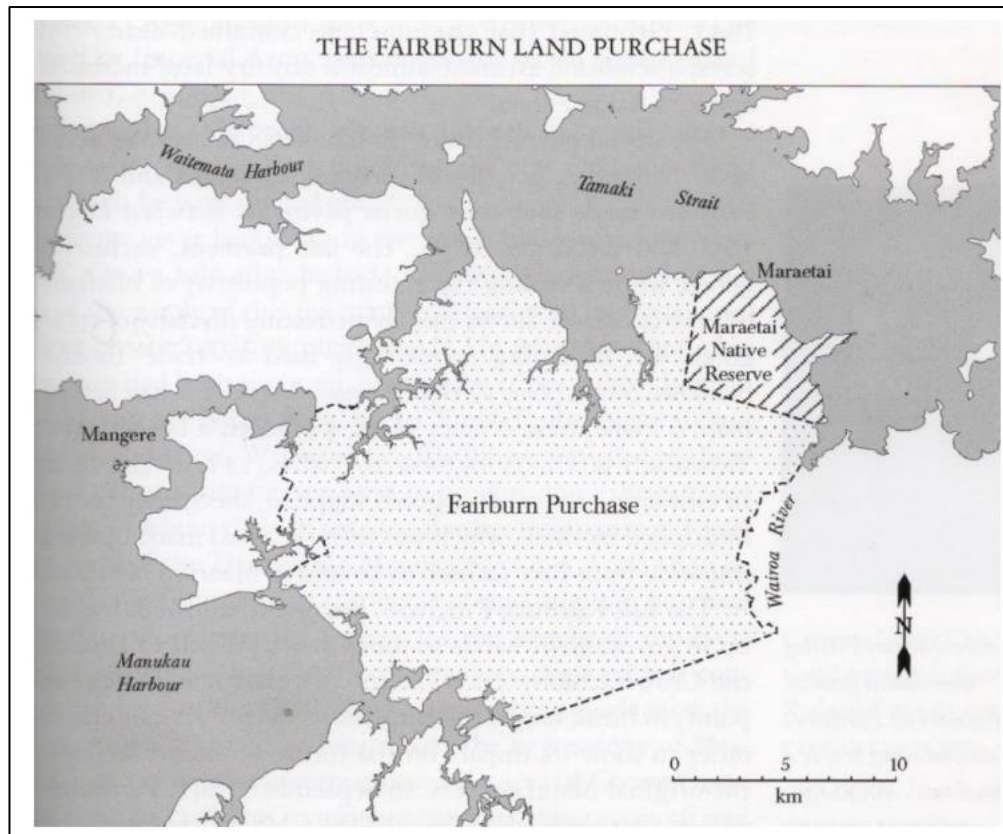 THE FAIRBURN LAND PURCHASE
Waitemata Harbour
Tamaki Strait
Maraetai
Maraetai
Native
Reserve
Mangere
Fairburn Purchase
Wairoa River
Manukau
Harbour
N
0 10
km